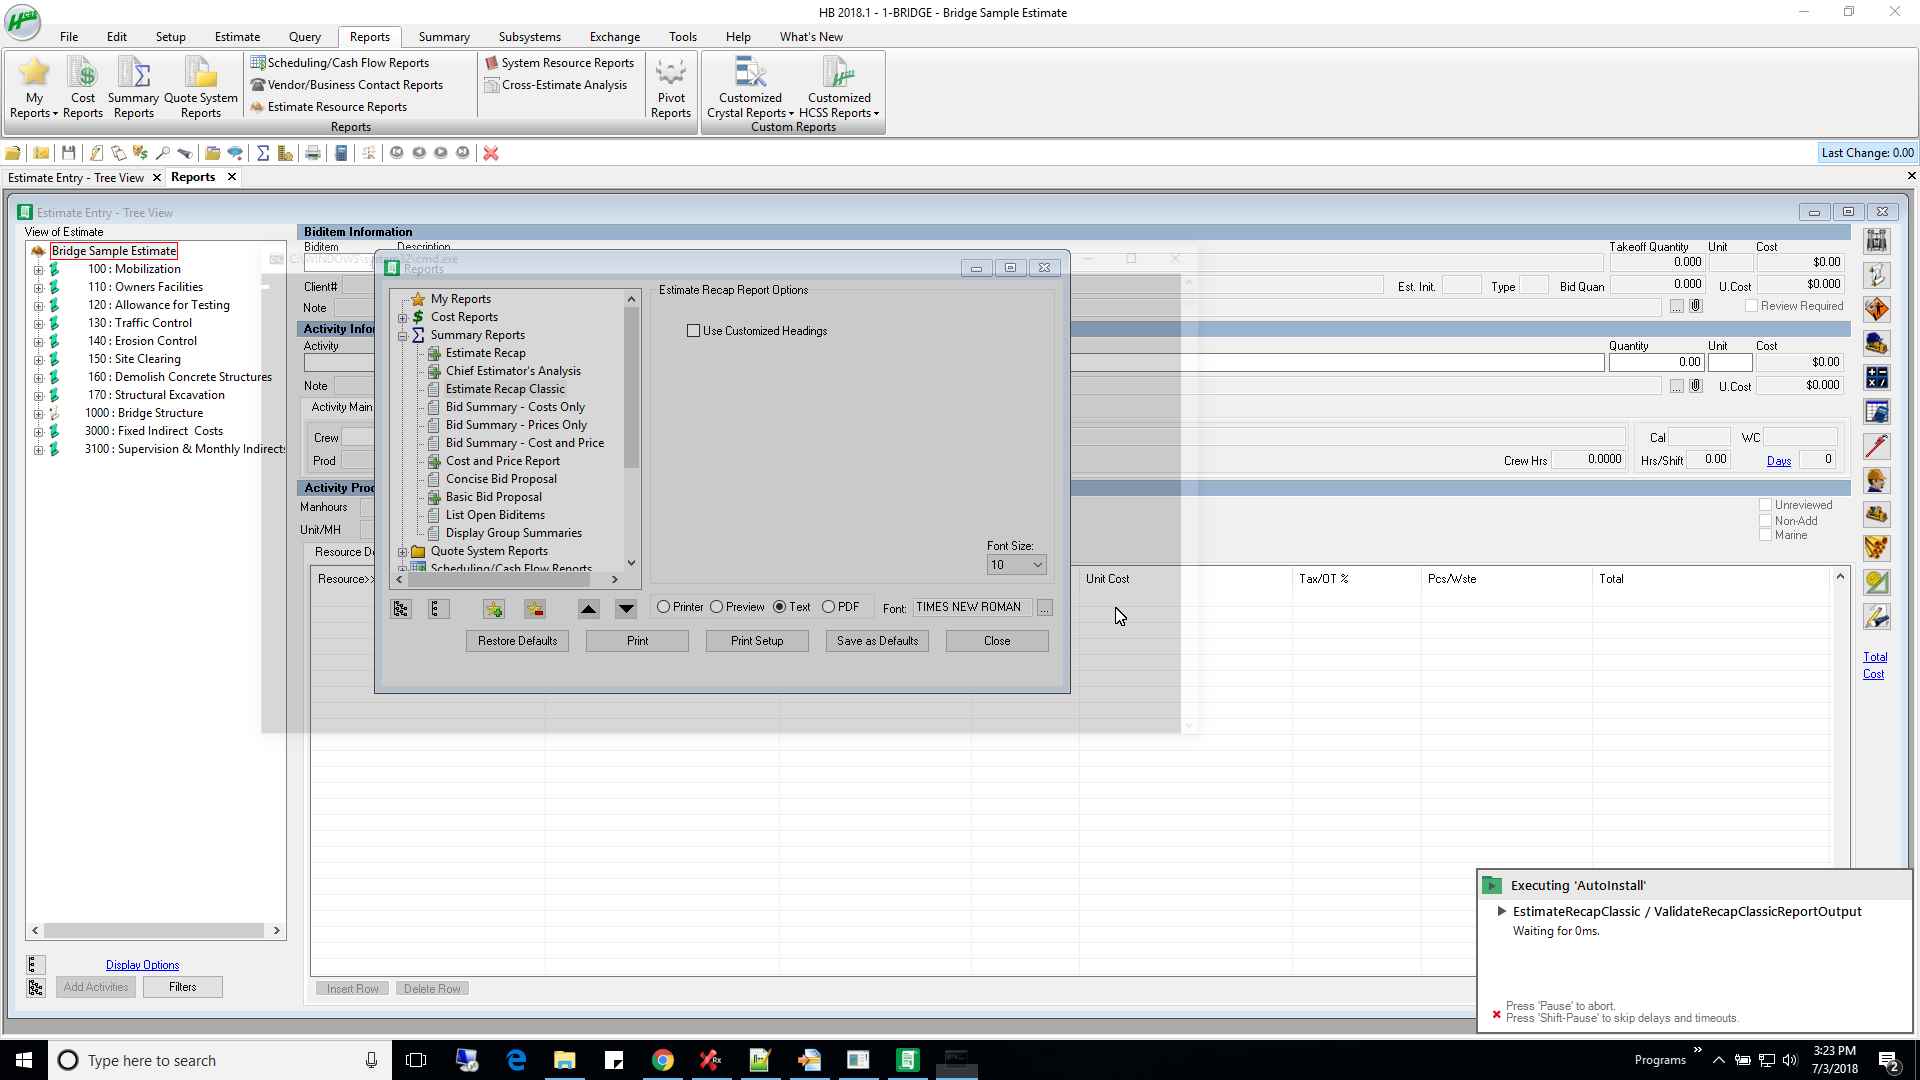 HB 2018.1 - 1-BRIDGE - Bridge Sample Estimate
File Edit Setup Estimate Query Reports Summary Subsystems Exchange Tools Help What's New
My Reports
Cost Reports
Summary Reports
Quote System Reports
Scheduling/Cash Flow Reports
Vendor/Business Contact Reports
Estimate Resource Reports
Reports
System Resource Reports
Cross-Estimate Analysis
Pivot Reports
Customized Crystal Reports
Customized HCSS Reports
Custom Reports
Last Change: 0.00
Estimate Entry - Tree View
Reports
Estimate Entry - Tree View
View of Estimate
Bridge Sample Estimate
100 : Mobilization
110 : Owners Facilities
120 : Allowance for Testing
130 : Traffic Control
140 : Erosion Control
150 : Site Clearing
160 : Demolish Concrete Structures
170 : Structural Excavation
1000 : Bridge Structure
3000 : Fixed Indirect Costs
3100 : Supervision & Monthly Indirects
Display Options
Add Activities
Filters
Biditem Information
Biditem Description
Takeoff Quantity Unit Cost
0.000 $0.00
Client#
Est. Init. Type Bid Quan 0.000 U.Cost $0.000
Note
... Review Required
Activity Infor
Activity
Quantity Unit Cost
0.00 $0.00
Note
... U.Cost $0.000
Activity Main
Crew
Cal WC
Prod
Crew Hrs 0.0000 Hrs/Shift 0.00 Days 0
Activity Proc
Manhours
Unit/MH
Unreviewed
Non-Add
Marine
Resource De
Resource>> Unit Cost Tax/OT % Pcs/Wste Total
Total Cost
Insert Row Delete Row
C:\WINDOWS\system32\cmd.exe
Reports
My Reports
Cost Reports
Summary Reports
Estimate Recap
Chief Estimator's Analysis
Estimate Recap Classic
Bid Summary - Costs Only
Bid Summary - Prices Only
Bid Summary - Cost and Price
Cost and Price Report
Concise Bid Proposal
Basic Bid Proposal
List Open Biditems
Display Group Summaries
Quote System Reports
Scheduling/Cash Flow Reports
Estimate Recap Report Options
Use Customized Headings
Font Size:
10
Printer Preview Text PDF Font: TIMES NEW ROMAN ...
Restore Defaults Print Print Setup Save as Defaults Close
Executing 'AutoInstall'
EstimateRecapClassic / ValidateRecapClassicReportOutput
Waiting for 0ms.
Press 'Pause' to abort.
Press 'Shift-Pause' to skip delays and timeouts.
Type here to search
Programs
3:23 PM
7/3/2018
2